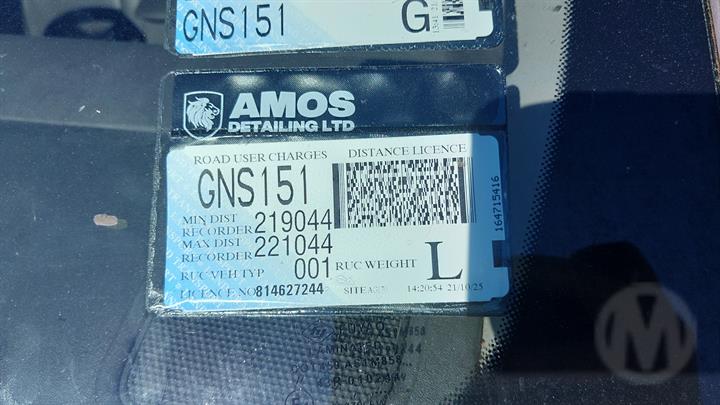 GNS151 G
AMOS
DETAILING LTD
ROAD USER CHARGES DISTANCE LICENCE
GNS151
MIN DIST
RECORDER 219044
MAX DIST
RECORDER 221044
RUC VEH TYP 001 RUC WEIGHT L
LICENCE NO 814627244 14:20:54 21/10/25
164715416
LAMINATED
M